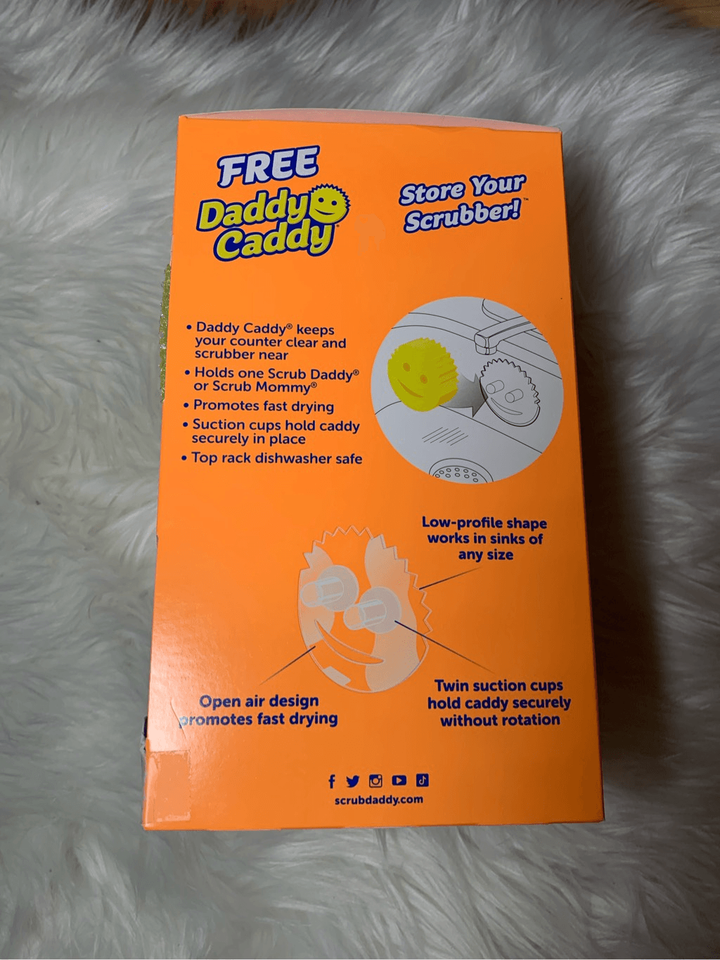 FREE
Daddy
Caddy®
Store Your
Scrubber!™
• Daddy Caddy® keeps
your counter clear and
scrubber near
• Holds one Scrub Daddy®
or Scrub Mommy®
• Promotes fast drying
• Suction cups hold caddy
securely in place
• Top rack dishwasher safe
Low-profile shape
works in sinks of
any size
Open air design
promotes fast drying
Twin suction cups
hold caddy securely
without rotation
scrubdaddy.com